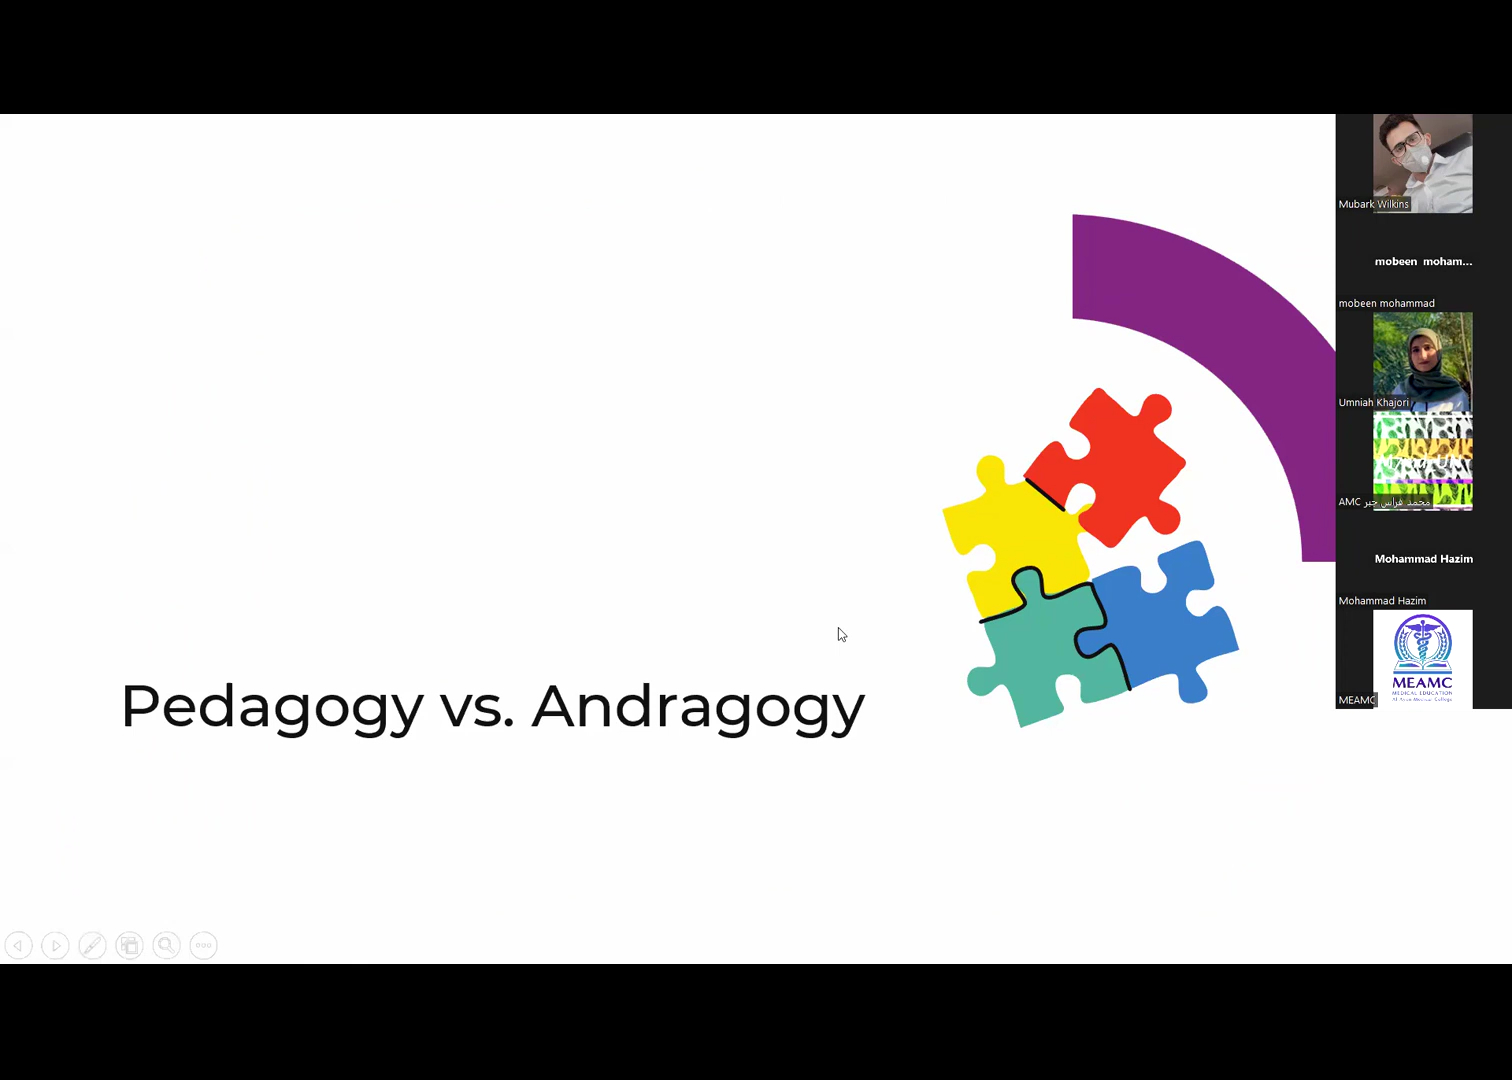 Pedagogy vs. Andragogy
Mubark Wilkins
mobeen moham...
mobeen mohammad
Umniah Khajori
AMC محمد فراس جبر
Mohammad Hazim
Mohammad Hazim
MEAMC
MEDICAL EDUCATION
MEAMC